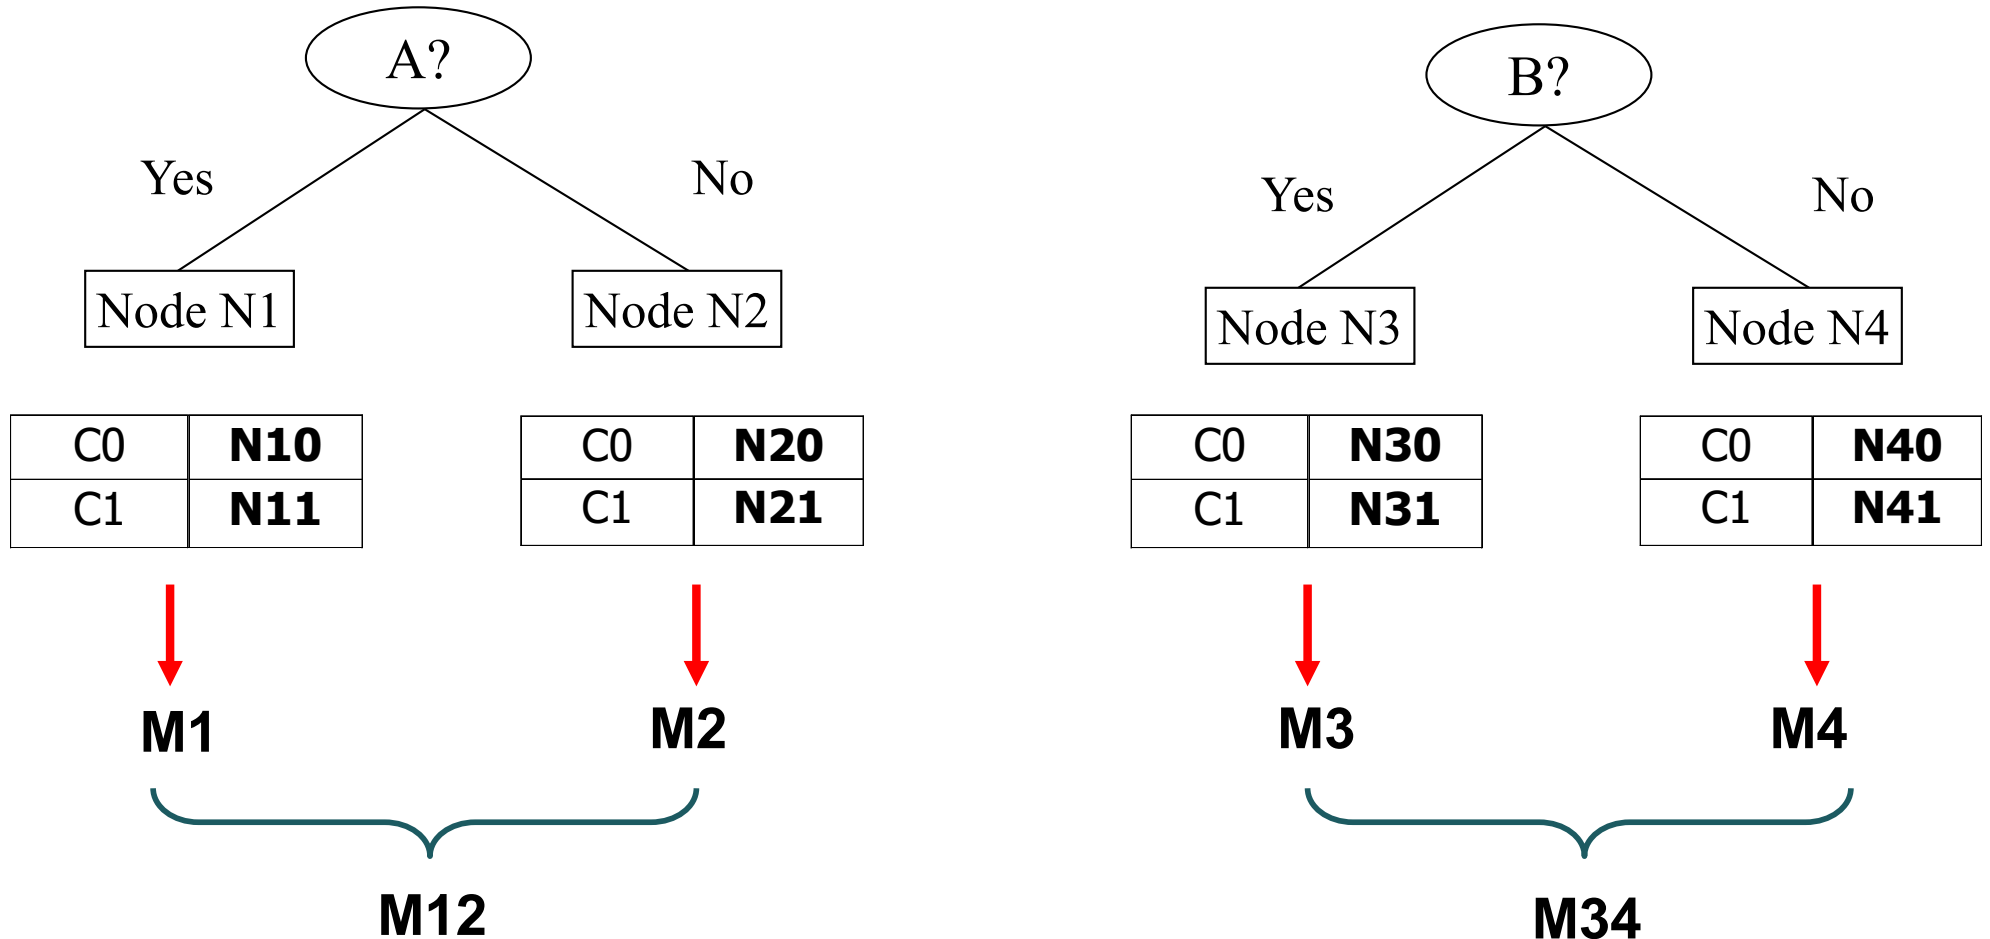 A?
B?
Yes
No
Yes
No
Node N1
Node N2
Node N3
Node N4
C0 N10
C1 N11
C0 N20
C1 N21
C0 N30
C1 N31
C0 N40
C1 N41
M1
M2
M3
M4
M12
M34